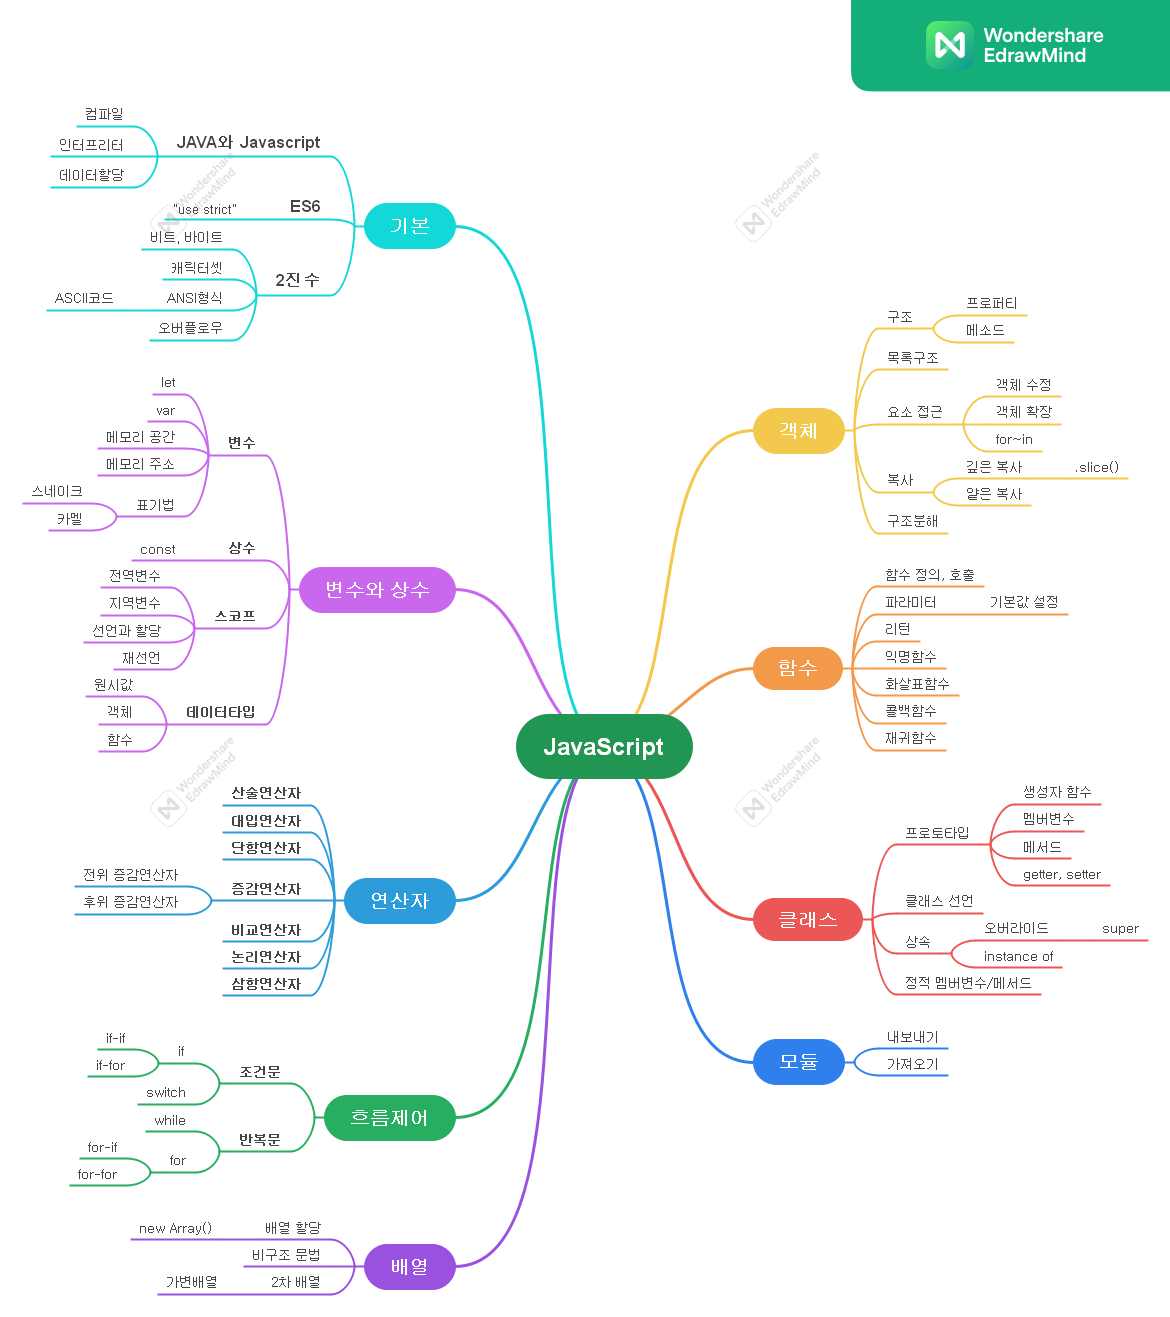 Wondershare
EdrawMind
JavaScript
기본
JAVA와 Javascript
컴파일
인터프리터
데이터할당
ES6
"use strict"
2진수
비트, 바이트
캐릭터셋
ANSI형식
ASCII코드
오버플로우
변수와 상수
변수
let
var
메모리 공간
메모리 주소
표기법
스네이크
카멜
상수
const
스코프
전역변수
지역변수
선언과 할당
재선언
데이터타입
원시값
객체
함수
연산자
산술연산자
대입연산자
단항연산자
증감연산자
전위 증감연산자
후위 증감연산자
비교연산자
논리연산자
삼항연산자
흐름제어
조건문
if
if-if
if-for
switch
반복문
while
for
for-if
for-for
배열
배열 할당
new Array()
비구조 문법
2차 배열
가변배열
객체
구조
프로퍼티
메소드
목록구조
요소 접근
객체 수정
객체 확장
for~in
복사
깊은 복사
.slice()
얕은 복사
구조분해
함수
함수 정의, 호출
파라미터
기본값 설정
리턴
익명함수
화살표함수
콜백함수
재귀함수
클래스
프로토타입
생성자 함수
멤버변수
메서드
getter, setter
클래스 선언
상속
오버라이드
super
instance of
정적 멤버변수/메서드
모듈
내보내기
가져오기
Wondershare
EdrawMind
Wondershare
EdrawMind
Wondershare
EdrawMind
Wondershare
EdrawMind